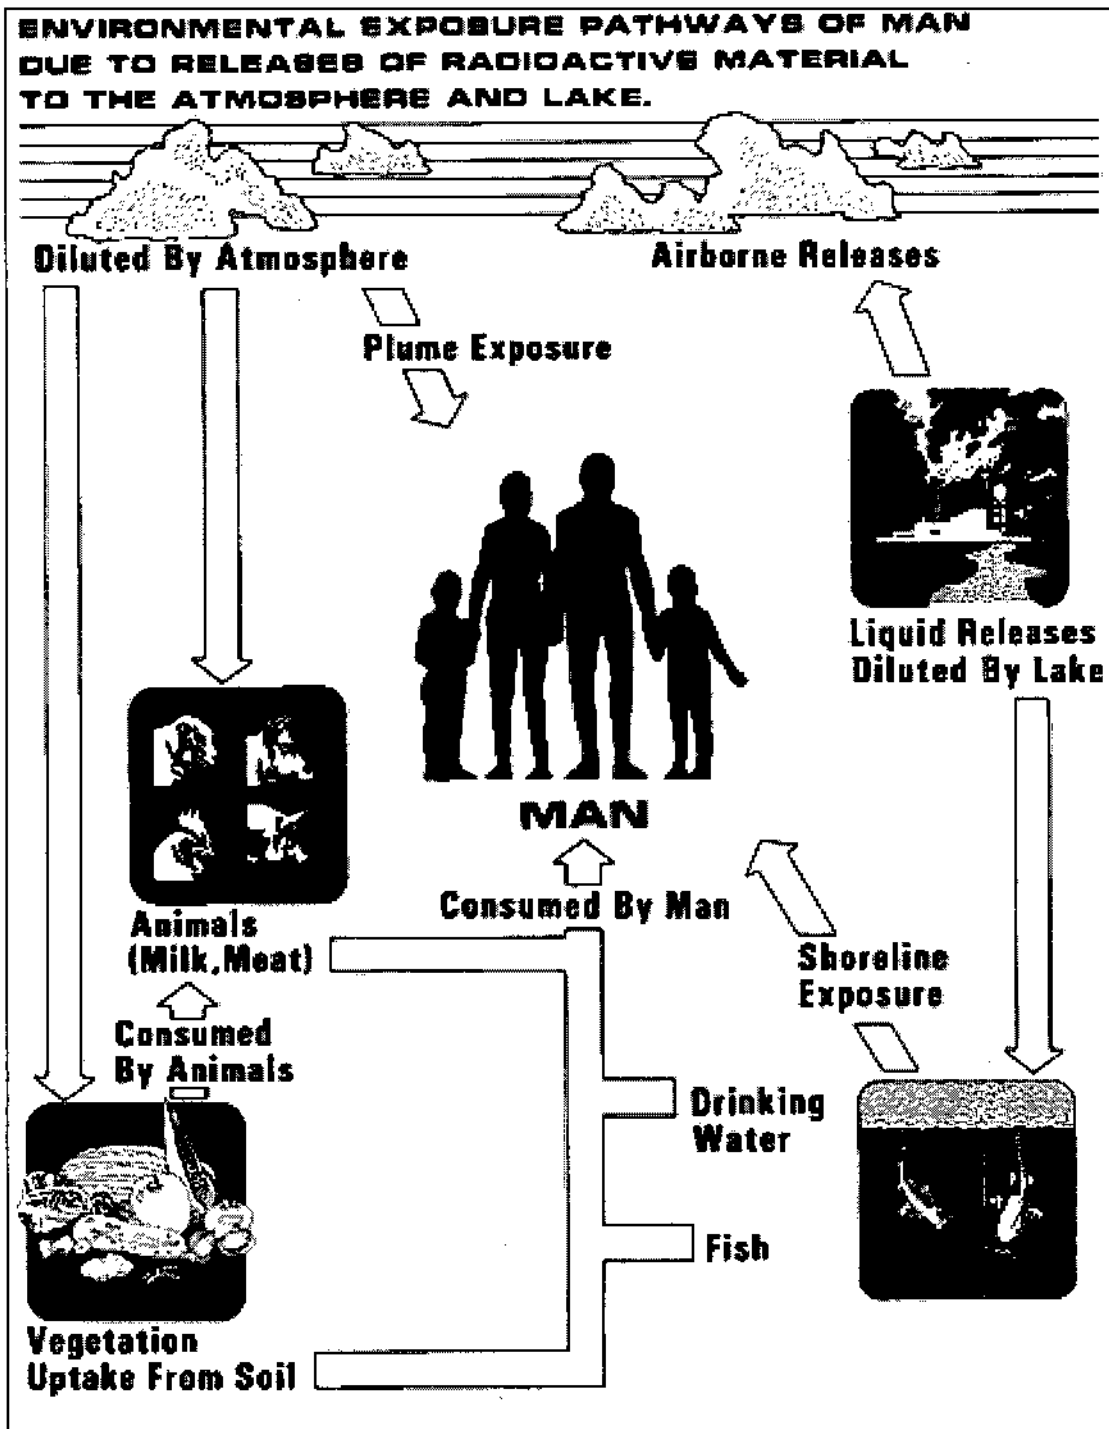 ENVIRONMENTAL EXPOSURE PATHWAYS OF MAN
DUE TO RELEASES OF RADIOACTIVE MATERIAL
TO THE ATMOSPHERE AND LAKE.
Diluted By Atmosphere
Airborne Releases
Plume Exposure
Liquid Releases
Diluted By Lake
MAN
Consumed By Man
Animals
(Milk,Meat)
Shoreline
Exposure
Consumed
By Animals
Drinking
Water
Fish
Vegetation
Uptake From Soil